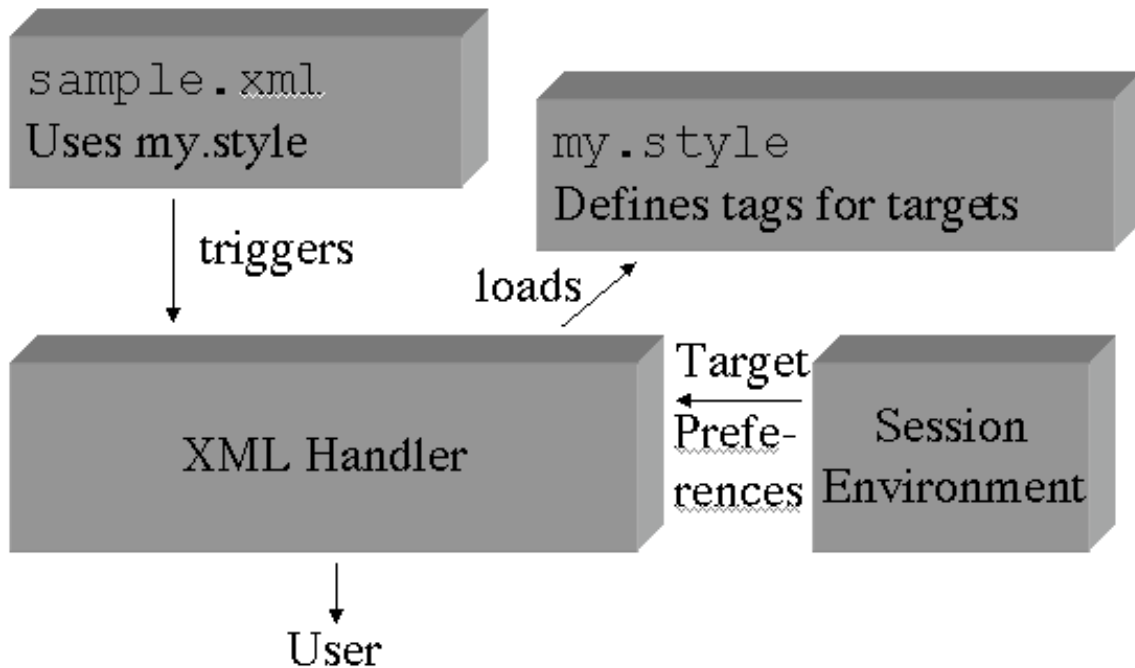 sample.xml
Uses my.style
my.style
Defines tags for targets
triggers
loads
Target
Prefe-
rences
XML Handler
Session
Environment
User